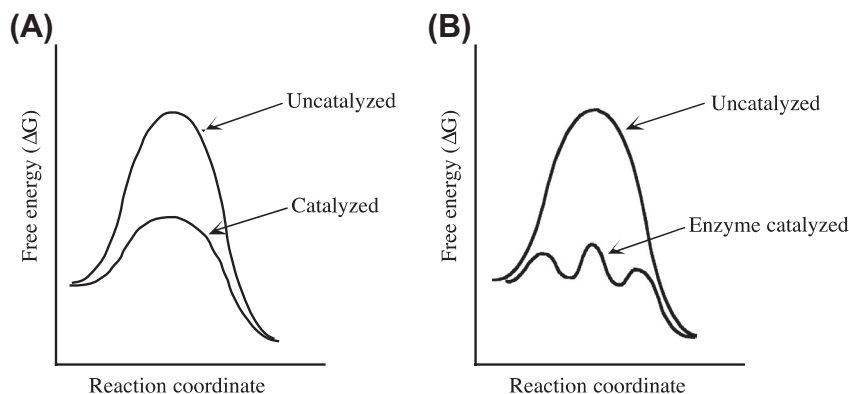 (A)
Free energy (ΔG)
Uncatalyzed
Catalyzed
Reaction coordinate
(B)
Free energy (ΔG)
Uncatalyzed
Enzyme catalyzed
Reaction coordinate